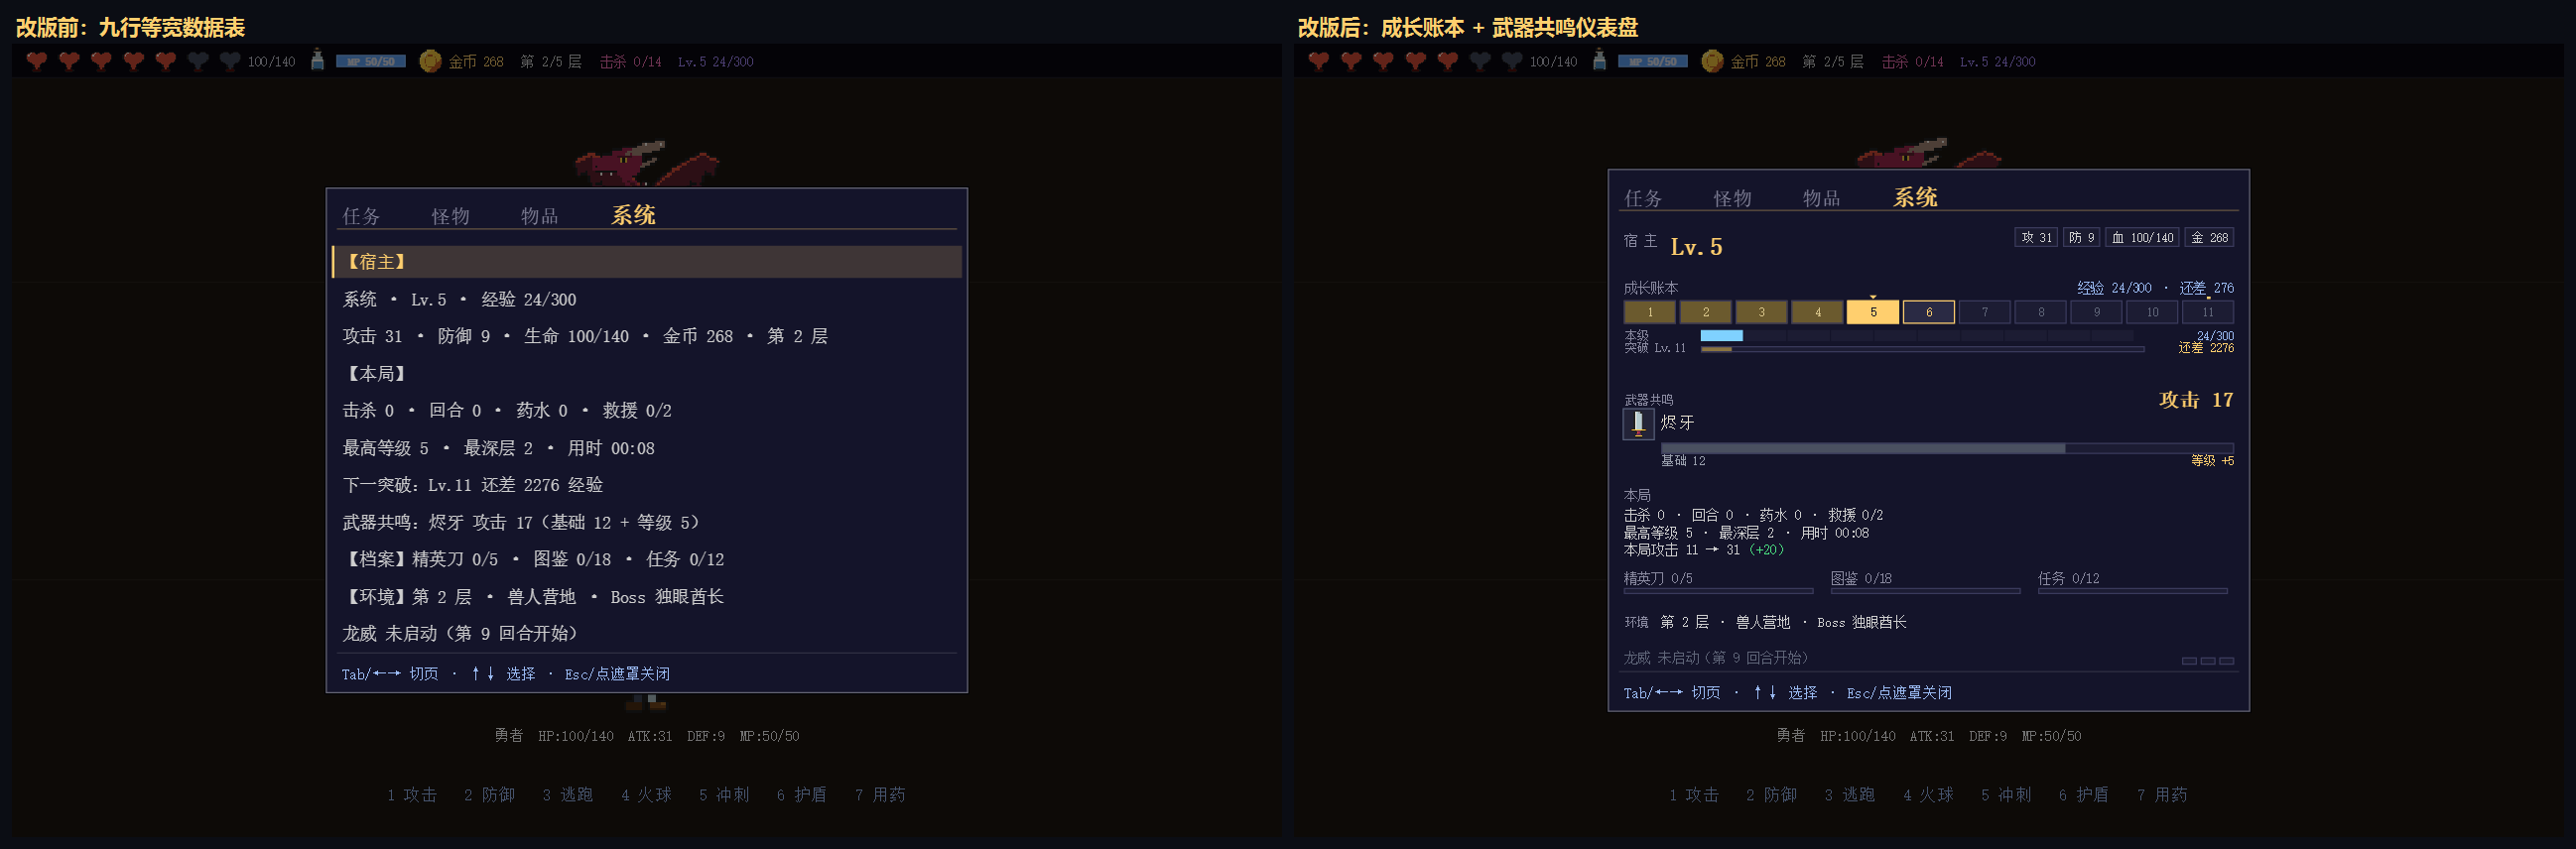 改版前：九行等宽数据表
100/140 MP 50/50 金币 268 第 2/5 层 击杀 0/14 Lv.5 24/300
任务 怪物 物品 系统
【宿主】
系统 · Lv.5 · 经验 24/300
攻击 31 · 防御 9 · 生命 100/140 · 金币 268 · 第 2 层
【本局】
击杀 0 · 回合 0 · 药水 0 · 救援 0/2
最高等级 5 · 最深层 2 · 用时 00:08
下一突破：Lv.11 还差 2276 经验
武器共鸣：烬牙 攻击 17（基础 12 + 等级 5）
【档案】精英刀 0/5 · 图鉴 0/18 · 任务 0/12
【环境】第 2 层 · 兽人营地 · Boss 独眼酋长
龙威 未启动（第 9 回合开始）
Tab/←→ 切页 · ↑↓ 选择 · Esc/点遮罩关闭
勇者 HP:100/140 ATK:31 DEF:9 MP:50/50
1 攻击 2 防御 3 逃跑 4 火球 5 冲刺 6 护盾 7 用药
改版后：成长账本 + 武器共鸣仪表盘
100/140 MP 50/50 金币 268 第 2/5 层 击杀 0/14 Lv.5 24/300
任务 怪物 物品 系统
宿主 Lv.5 攻 31 防 9 血 100/140 金 268
成长账本 经验 24/300 · 还差 276
1 2 3 4 5 6 7 8 9 10 11
本级 24/300
突破 Lv.11 还差 2276
武器共鸣 攻击 17
烬牙
基础 12 等级 +5
本局
击杀 0 · 回合 0 · 药水 0 · 救援 0/2
最高等级 5 · 最深层 2 · 用时 00:08
本局攻击 11 → 31（+20）
精英刀 0/5 图鉴 0/18 任务 0/12
环境 第 2 层 · 兽人营地 · Boss 独眼酋长
龙威 未启动（第 9 回合开始）
Tab/←→ 切页 · ↑↓ 选择 · Esc/点遮罩关闭
勇者 HP:100/140 ATK:31 DEF:9 MP:50/50
1 攻击 2 防御 3 逃跑 4 火球 5 冲刺 6 护盾 7 用药